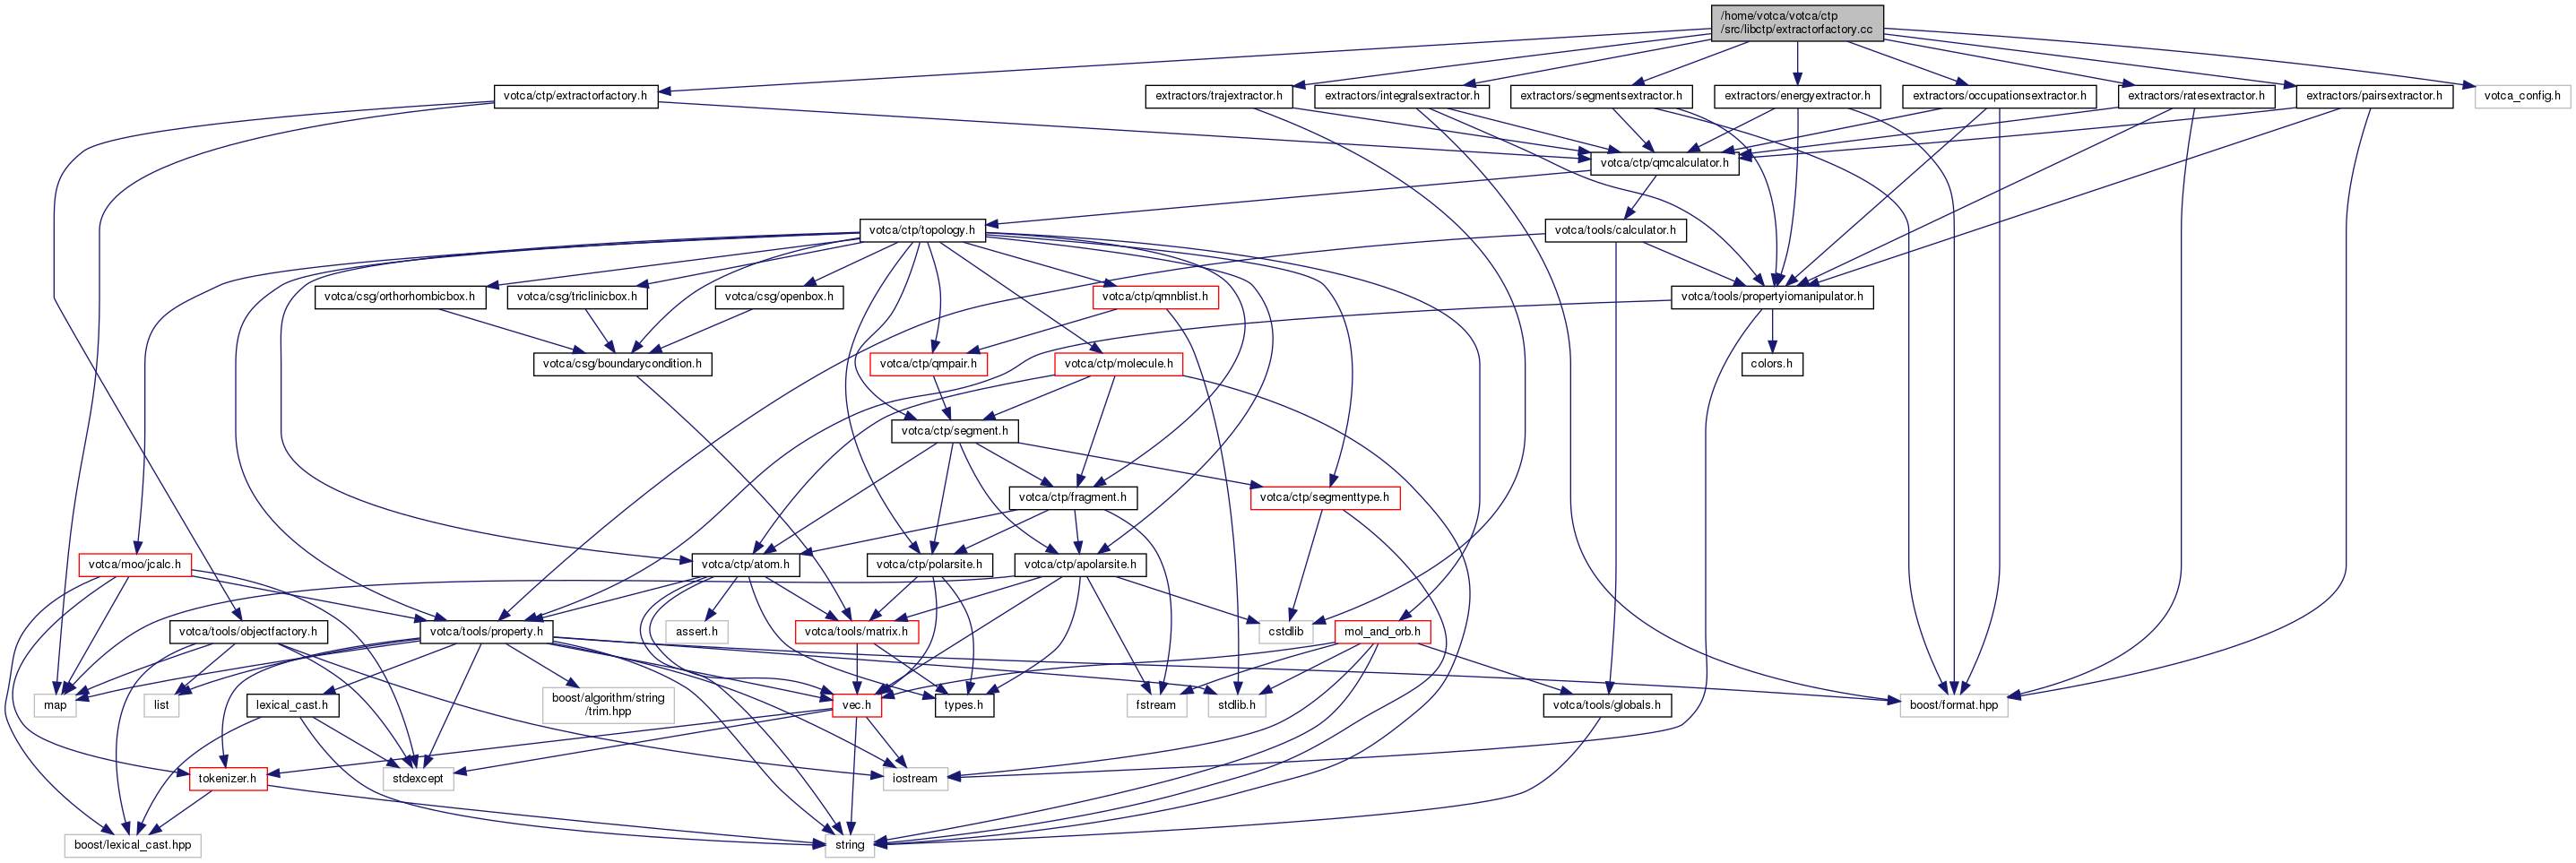 /home/votca/votca/ctp
/src/libctp/extractorfactory.cc
votca/ctp/extractorfactory.h
extractors/trajextractor.h
extractors/integralsextractor.h
extractors/segmentsextractor.h
extractors/energyextractor.h
extractors/occupationsextractor.h
extractors/ratesextractor.h
extractors/pairsextractor.h
votca_config.h
votca/ctp/qmcalculator.h
votca/ctp/topology.h
votca/tools/calculator.h
votca/csg/orthorhombicbox.h
votca/csg/triclinicbox.h
votca/csg/openbox.h
votca/ctp/qmnblist.h
votca/tools/propertyiomanipulator.h
votca/csg/boundarycondition.h
votca/ctp/qmpair.h
votca/ctp/molecule.h
colors.h
votca/ctp/segment.h
votca/ctp/fragment.h
votca/ctp/segmenttype.h
votca/moo/jcalc.h
votca/ctp/atom.h
votca/ctp/polarsite.h
votca/ctp/apolarsite.h
votca/tools/objectfactory.h
votca/tools/property.h
assert.h
votca/tools/matrix.h
cstdlib
mol_and_orb.h
map
list
lexical_cast.h
boost/algorithm/string
/trim.hpp
vec.h
types.h
fstream
stdlib.h
votca/tools/globals.h
boost/format.hpp
tokenizer.h
stdexcept
iostream
boost/lexical_cast.hpp
string